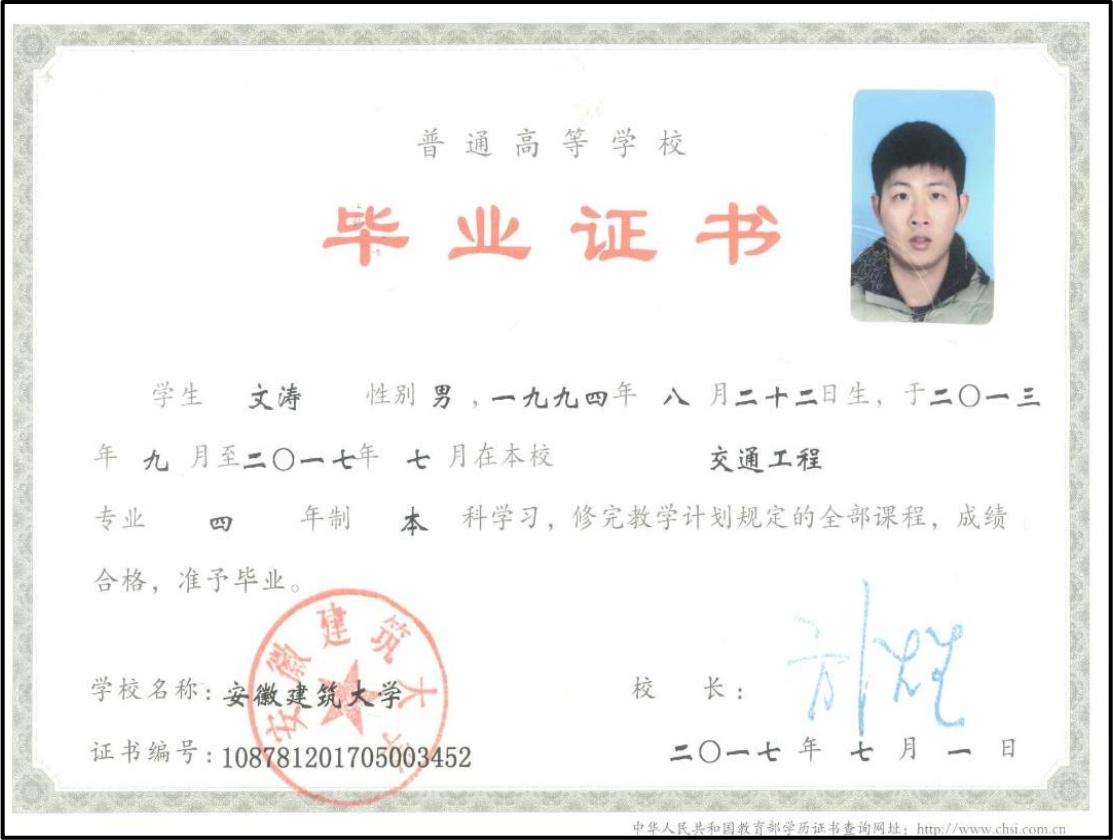 普通高等学校
毕业证书
学生 文涛 性别 男，一九九四年 八 月二十二日生，于二〇一三
年 九 月至二〇一七年 七 月在本校 交通工程
专业 四 年制 本 科学习，修完教学计划规定的全部课程，成绩
合格，准予毕业。
安徽建筑大学
学校名称：安徽建筑大学 校 长：
证书编号：108781201705003452 二〇一七 年 七 月 一 日
中华人民共和国教育部学历证书查询网址：http://www.chsi.com.cn